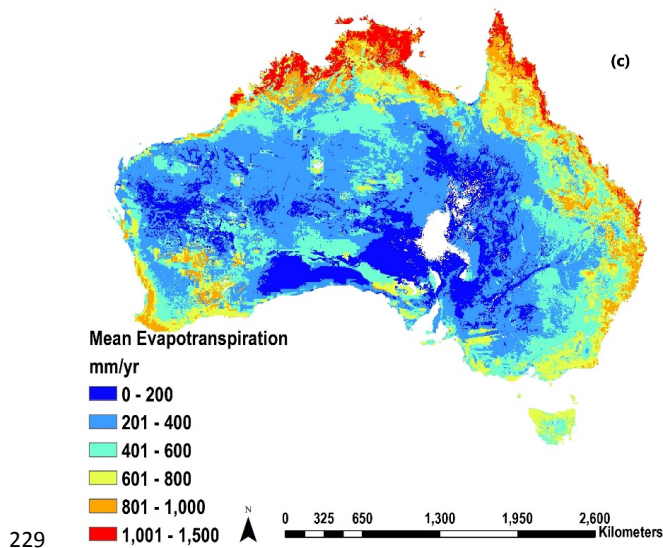 (c)
Mean Evapotranspiration
mm/yr
0 - 200
201 - 400
401 - 600
601 - 800
801 - 1,000
1,001 - 1,500
N
0 325 650 1,300 1,950 2,600
Kilometers
229